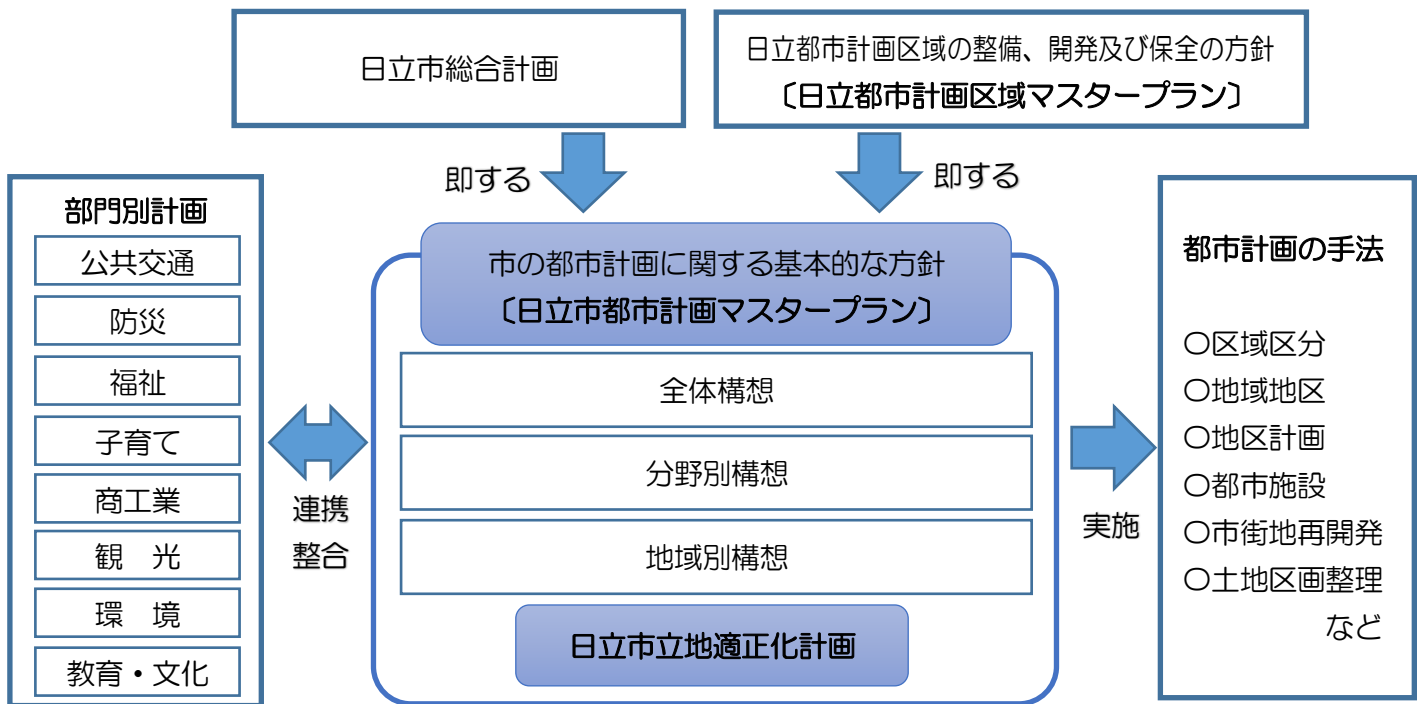 日立市総合計画
日立都市計画区域の整備、開発及び保全の方針
〔日立都市計画区域マスタープラン〕
即する
即する
部門別計画
公共交通
防災
福祉
子育て
商工業
観　光
環　境
教育・文化
連携
整合
市の都市計画に関する基本的な方針
〔日立市都市計画マスタープラン〕
全体構想
分野別構想
地域別構想
日立市立地適正化計画
実施
都市計画の手法
〇区域区分
〇地域地区
〇地区計画
〇都市施設
〇市街地再開発
〇土地区画整理
など